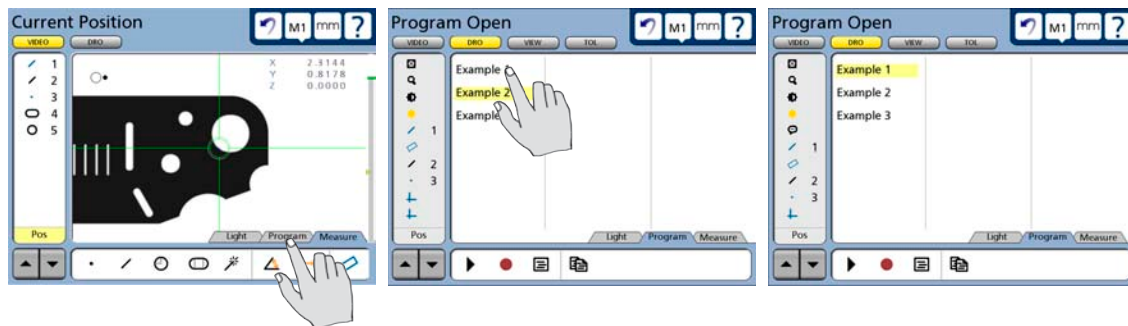 Current Position
M1 mm ?
VIDEO DRO
1
2
3
4
5
X 2.3144
Y 0.8178
Z 0.0000
Pos
Light Program Measure
Program Open
M1 mm ?
VIDEO DRO VIEW TOL
Example
Example 2
Example
1
2
3
Pos
Light Program Measure
Program Open
M1 mm ?
VIDEO DRO VIEW TOL
Example 1
Example 2
Example 3
1
2
3
Pos
Light Program Measure